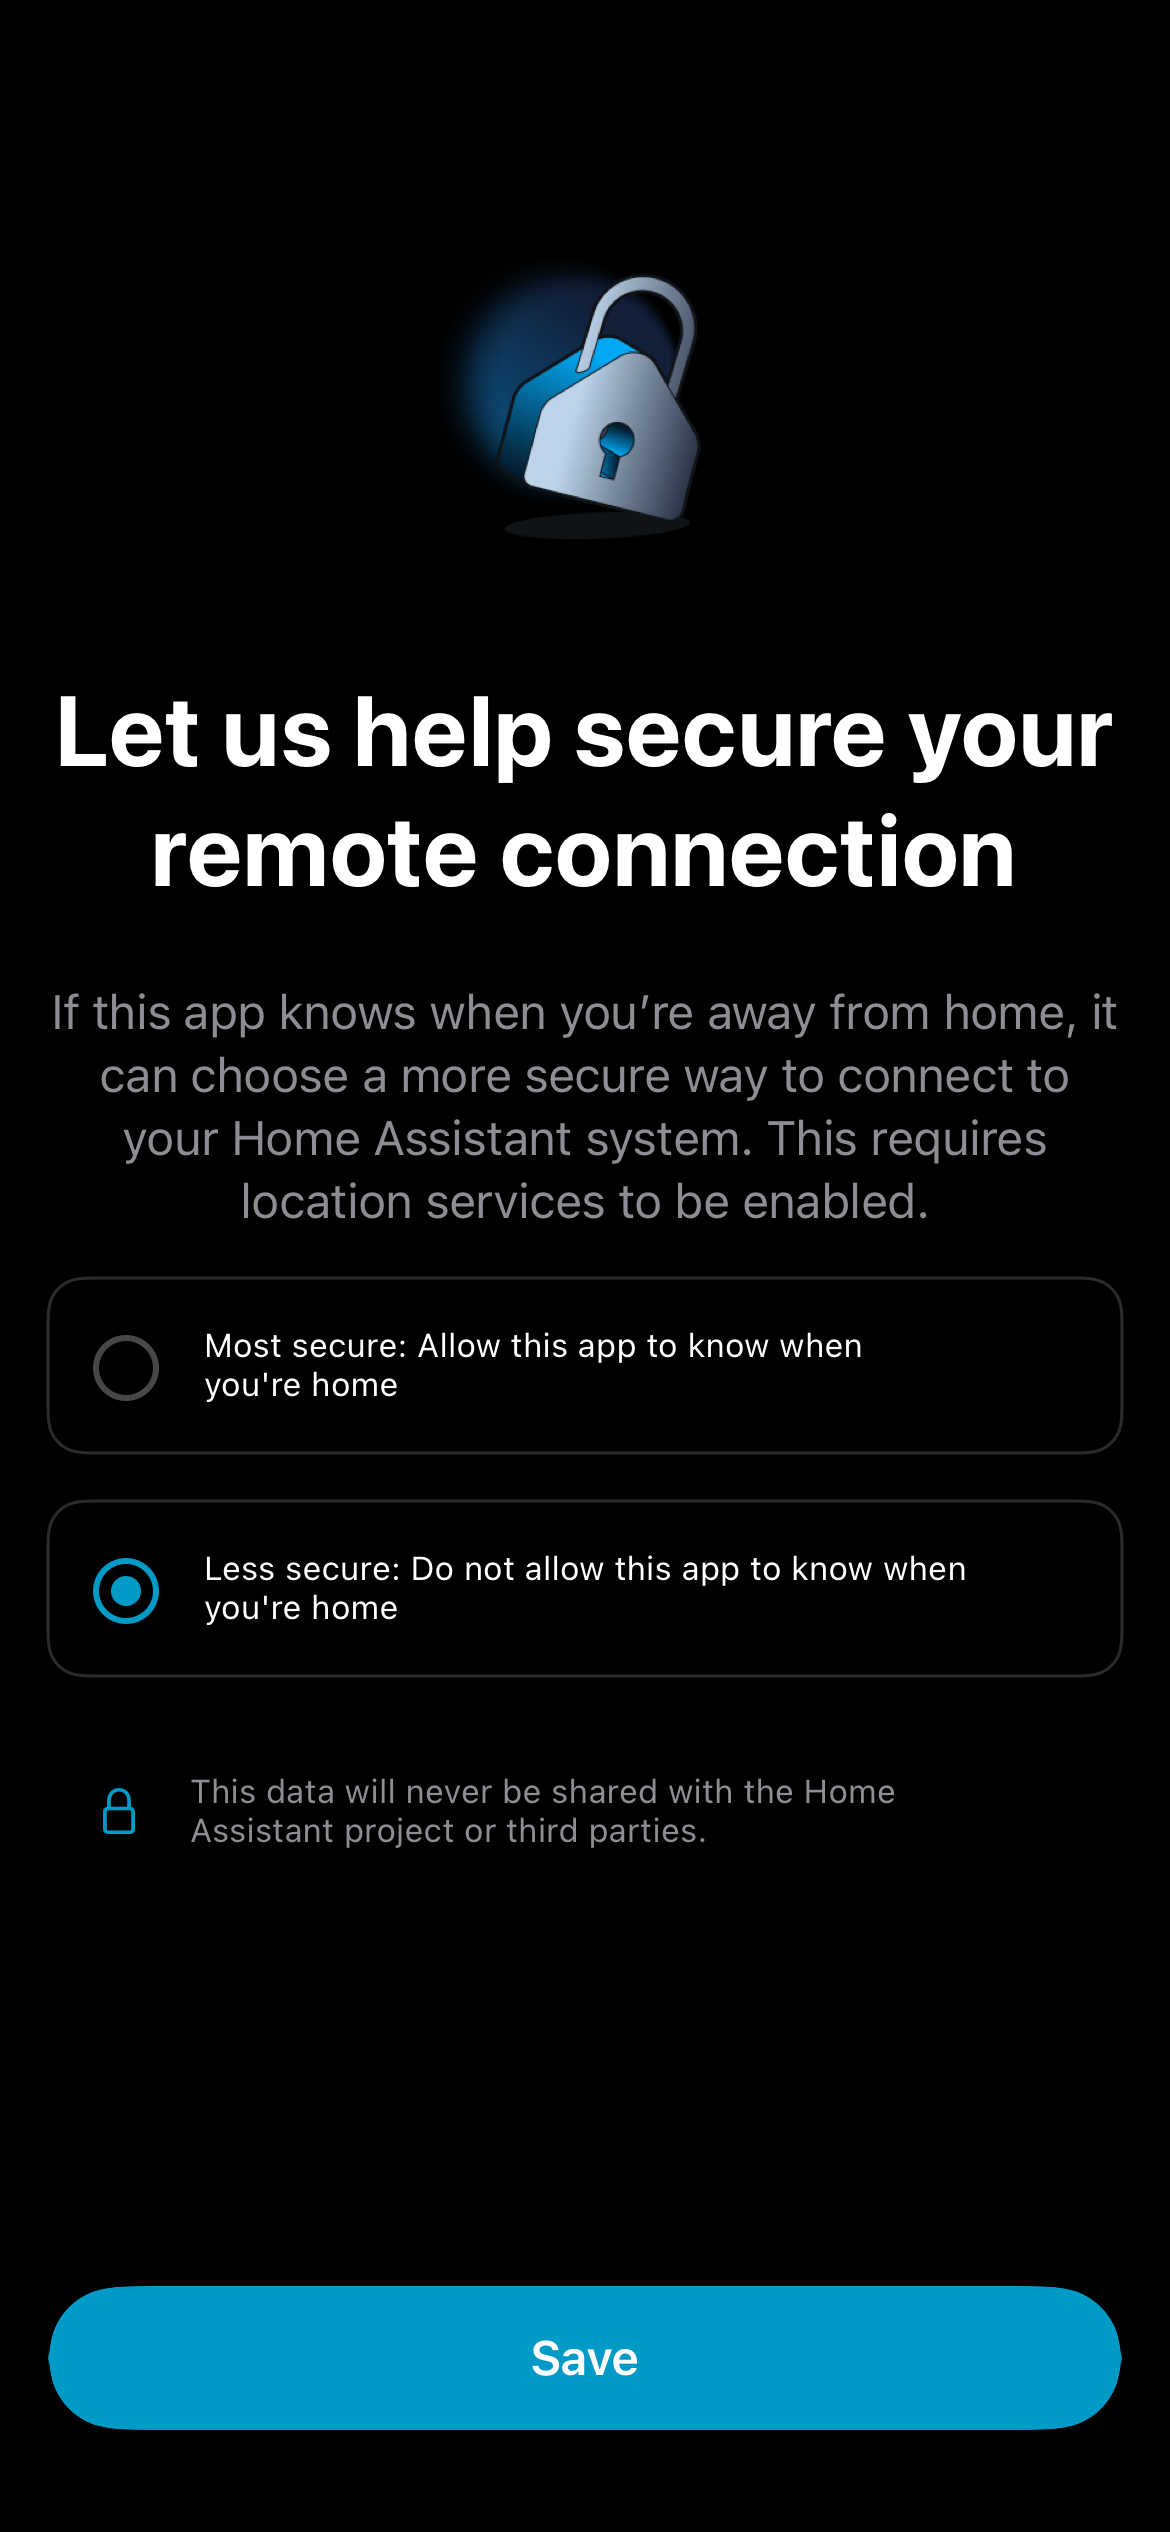 Let us help secure your
remote connection
If this app knows when you’re away from home, it
can choose a more secure way to connect to
your Home Assistant system. This requires
location services to be enabled.
Most secure: Allow this app to know when
you're home
Less secure: Do not allow this app to know when
you're home
This data will never be shared with the Home
Assistant project or third parties.
Save